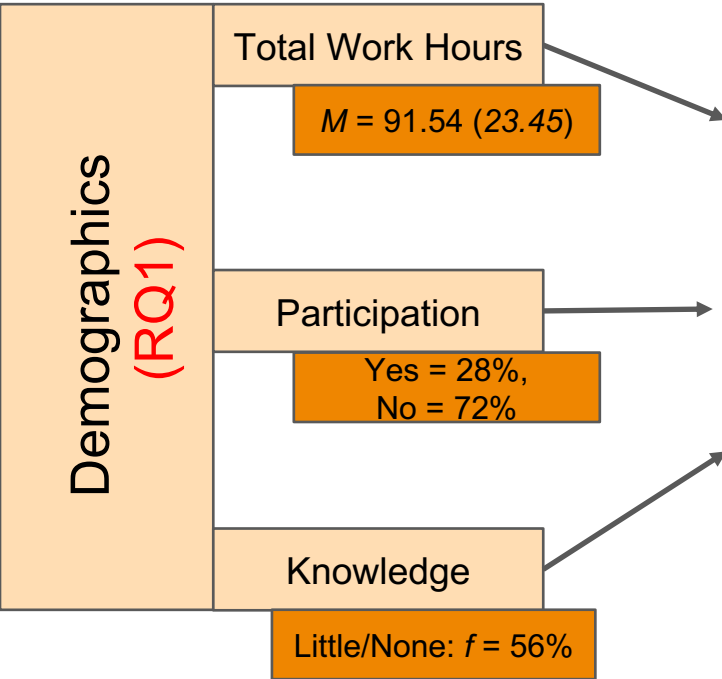 Demographics
(RQ1)
Total Work Hours
M = 91.54 (23.45)
Participation
Yes = 28%,
No = 72%
Knowledge
Little/None: f = 56%